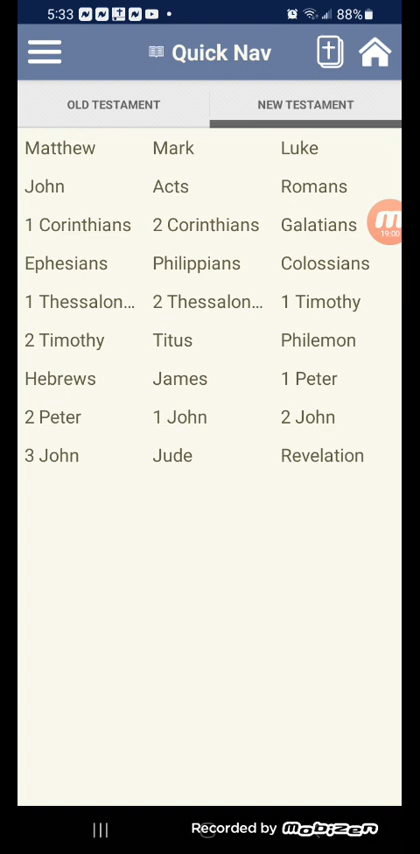 5:33 88%
Quick Nav
OLD TESTAMENT NEW TESTAMENT
Matthew Mark Luke
John Acts Romans
1 Corinthians 2 Corinthians Galatians
19:00
Ephesians Philippians Colossians
1 Thessalon... 2 Thessalon... 1 Timothy
2 Timothy Titus Philemon
Hebrews James 1 Peter
2 Peter 1 John 2 John
3 John Jude Revelation
Recorded by mobizen